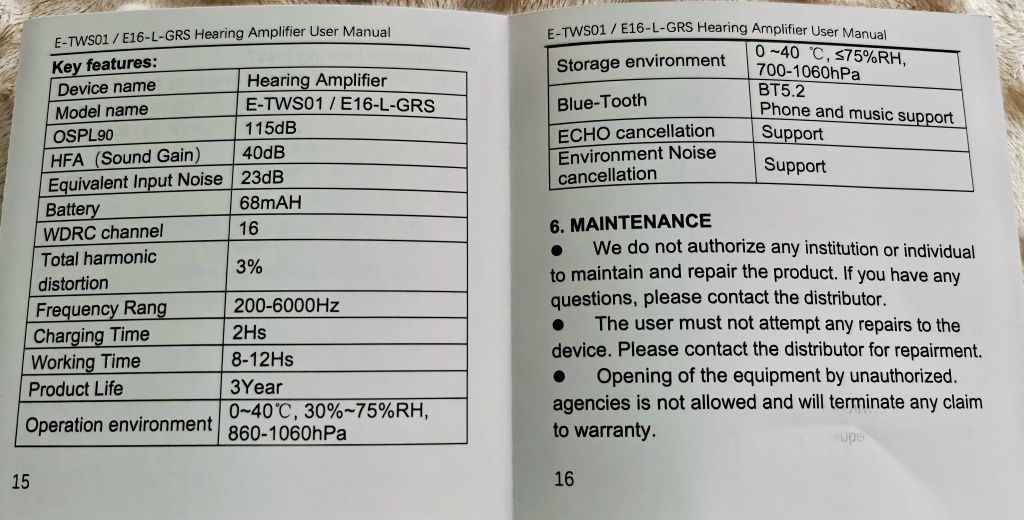 E-TWS01 / E16-L-GRS Hearing Amplifier User Manual
Key features:
Device name Hearing Amplifier
Model name E-TWS01 / E16-L-GRS
OSPL90 115dB
HFA (Sound Gain) 40dB
Equivalent Input Noise 23dB
Battery 68mAH
WDRC channel 16
Total harmonic
distortion 3%
Frequency Rang 200-6000Hz
Charging Time 2Hs
Working Time 8-12Hs
Product Life 3Year
Operation environment 0~40℃, 30%~75%RH,
860-1060hPa
15
E-TWS01 / E16-L-GRS Hearing Amplifier User Manual
Storage environment 0 ~40 ℃, ≤75%RH,
700-1060hPa
Blue-Tooth BT5.2
Phone and music support
ECHO cancellation Support
Environment Noise
cancellation Support
6. MAINTENANCE
● We do not authorize any institution or individual
to maintain and repair the product. If you have any
questions, please contact the distributor.
● The user must not attempt any repairs to the
device. Please contact the distributor for repairment.
● Opening of the equipment by unauthorized.
agencies is not allowed and will terminate any claim
to warranty.
16